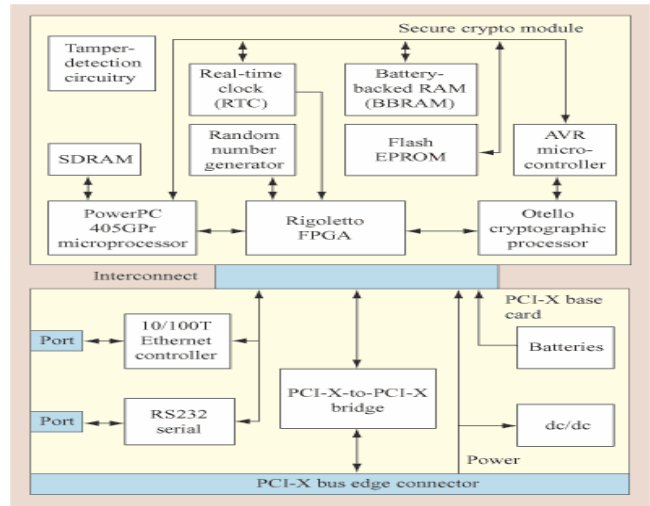 Secure crypto module
Tamper-
detection
circuitry
Real-time
clock
(RTC)
Battery-
backed RAM
(BBRAM)
Random
number
generator
Flash
EPROM
AVR
micro-
controller
SDRAM
PowerPC
405GPr
microprocessor
Rigoletto
FPGA
Otello
cryptographic
processor
Interconnect
PCI-X base
card
Port
10/100T
Ethernet
controller
Batteries
PCI-X-to-PCI-X
bridge
Port
RS232
serial
dc/dc
Power
PCI-X bus edge connector